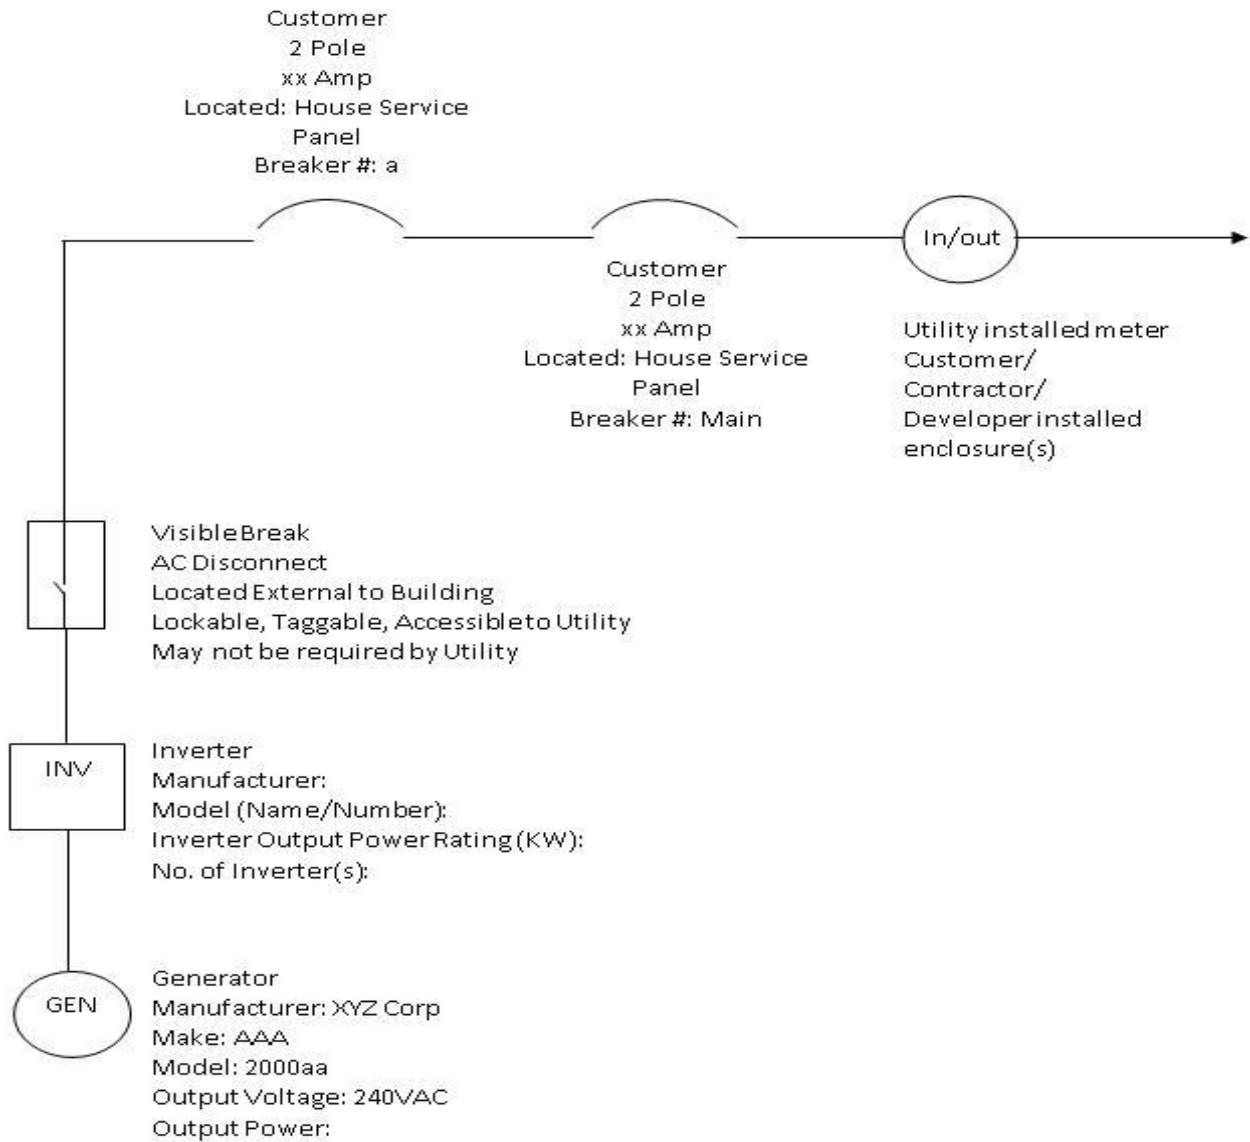 Customer
2 Pole
xx Amp
Located: House Service
Panel
Breaker #: a
In/out
Customer
2 Pole
xx Amp
Located: House Service
Panel
Breaker #: Main
Utility installed meter
Customer/
Contractor/
Developer installed
enclosure(s)
Visible Break
AC Disconnect
Located External to Building
Lockable, Taggable, Accessible to Utility
May not be required by Utility
INV
Inverter
Manufacturer:
Model (Name/Number):
Inverter Output Power Rating (KW):
No. of Inverter(s):
GEN
Generator
Manufacturer: XYZ Corp
Make: AAA
Model: 2000aa
Output Voltage: 240VAC
Output Power: